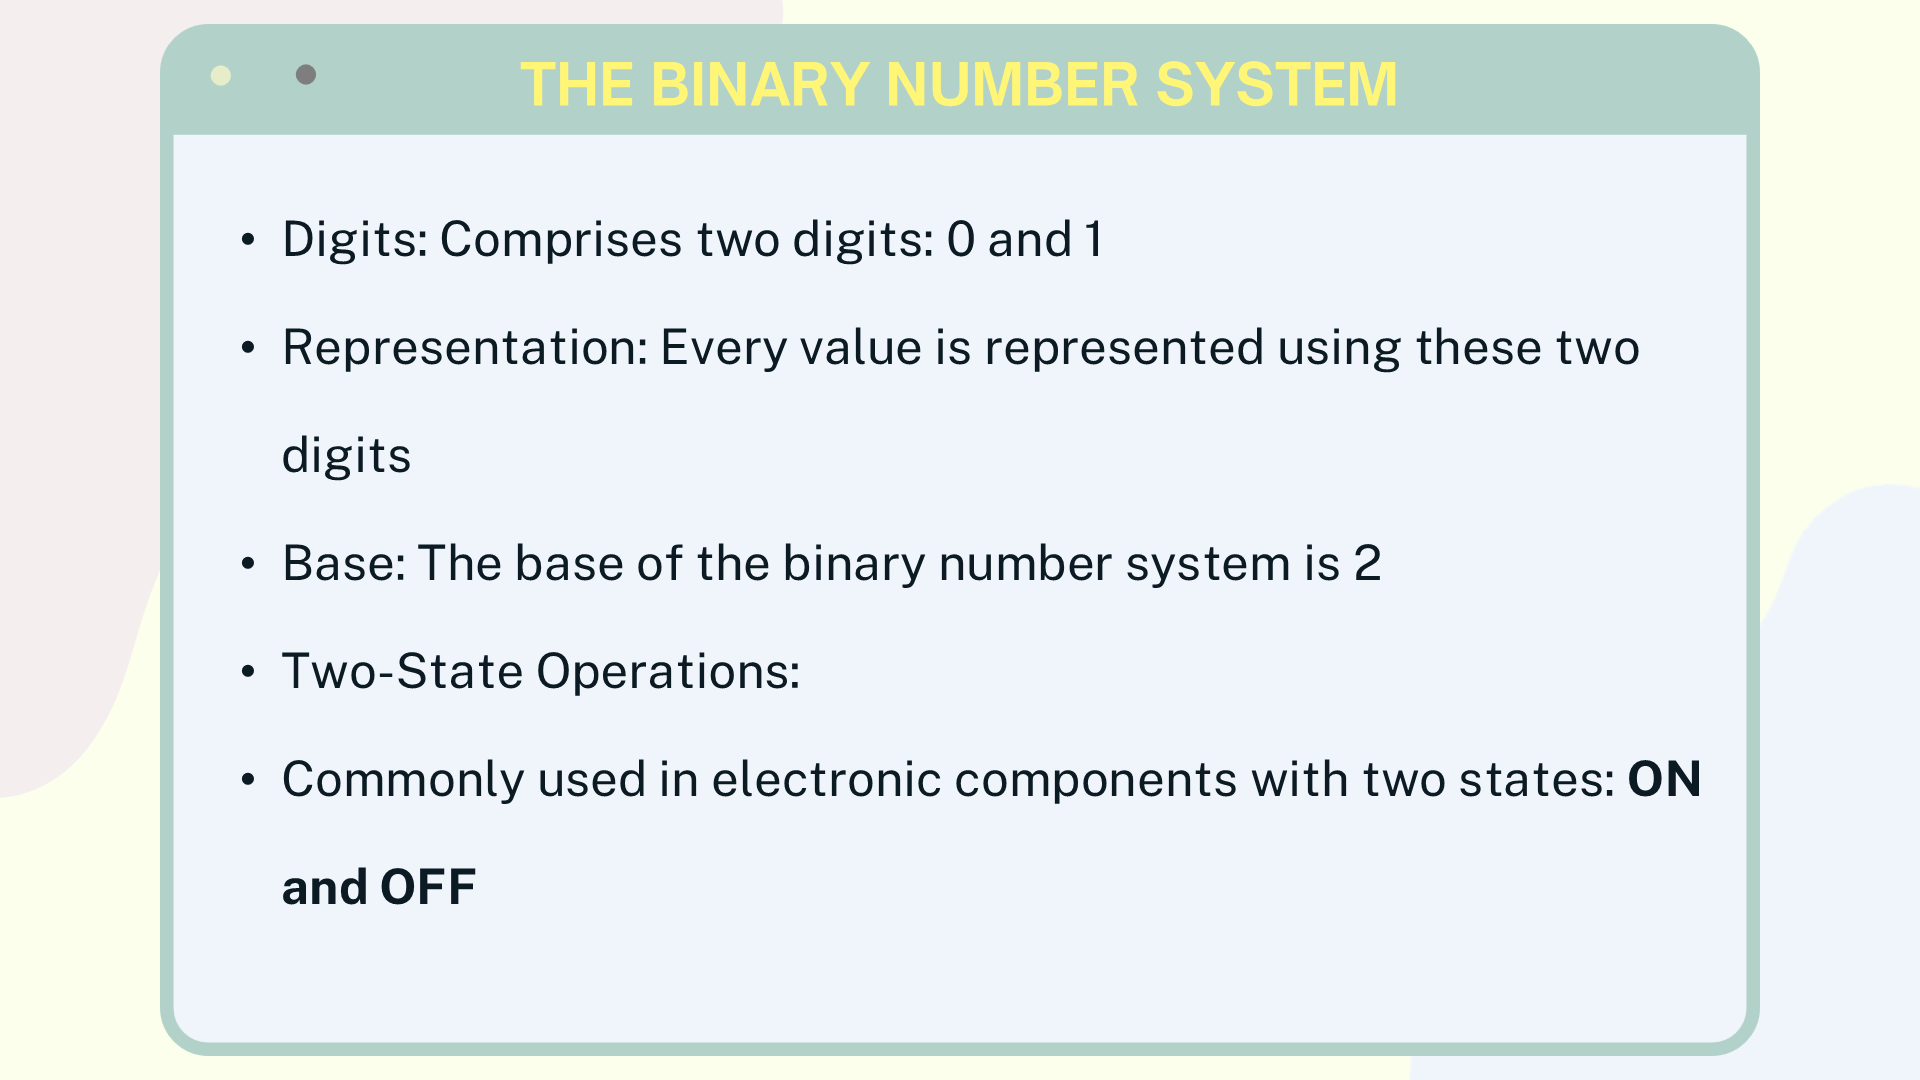 THE BINARY NUMBER SYSTEM
• Digits: Comprises two digits: 0 and 1
• Representation: Every value is represented using these two
digits
• Base: The base of the binary number system is 2
• Two-State Operations:
• Commonly used in electronic components with two states: ON
and OFF